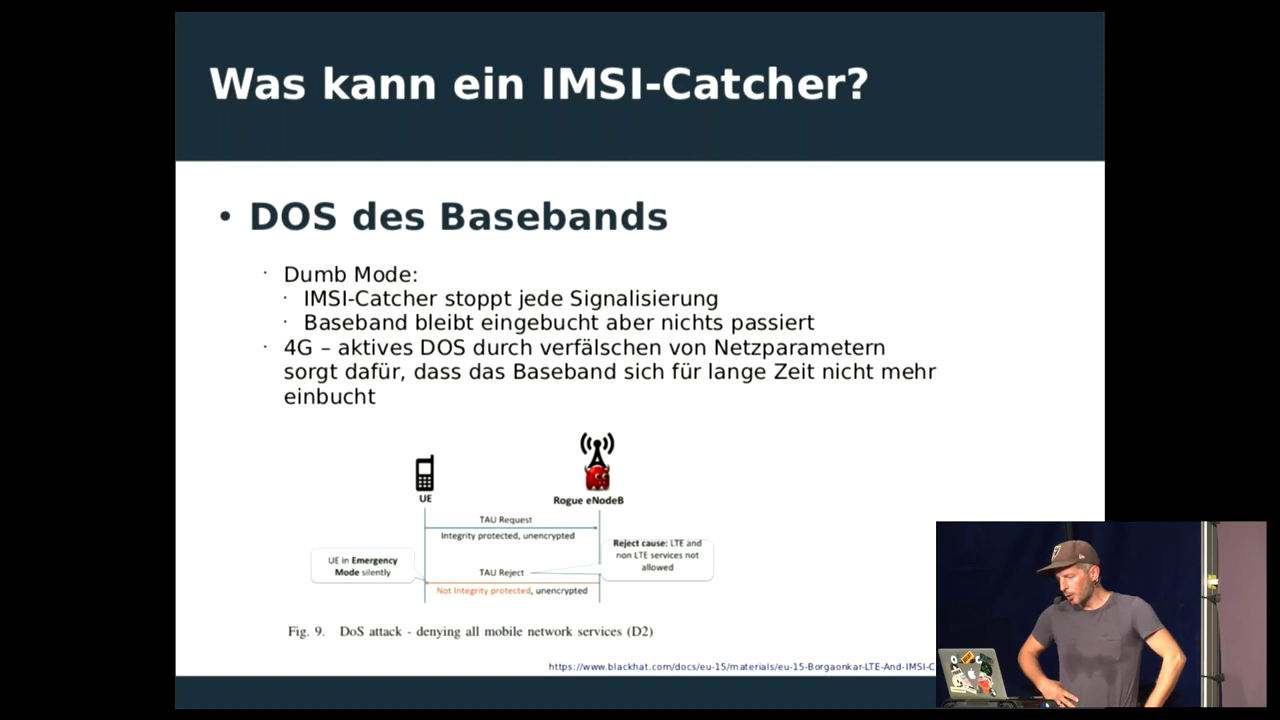 Was kann ein IMSI-Catcher?
• DOS des Basebands
· Dumb Mode:
· IMSI-Catcher stoppt jede Signalisierung
· Baseband bleibt eingebucht aber nichts passiert
· 4G – aktives DOS durch verfälschen von Netzparametern
sorgt dafür, dass das Baseband sich für lange Zeit nicht mehr
einbucht
UE
Rogue eNodeB
TAU Request
Integrity protected, unencrypted
Reject cause: LTE and
non LTE services not
allowed
UE in Emergency
Mode silently
TAU Reject
Not Integrity protected, unencrypted
Fig. 9. DoS attack - denying all mobile network services (D2)
https://www.blackhat.com/docs/eu-15/materials/eu-15-Borgaonkar-LTE-And-IMSI-C